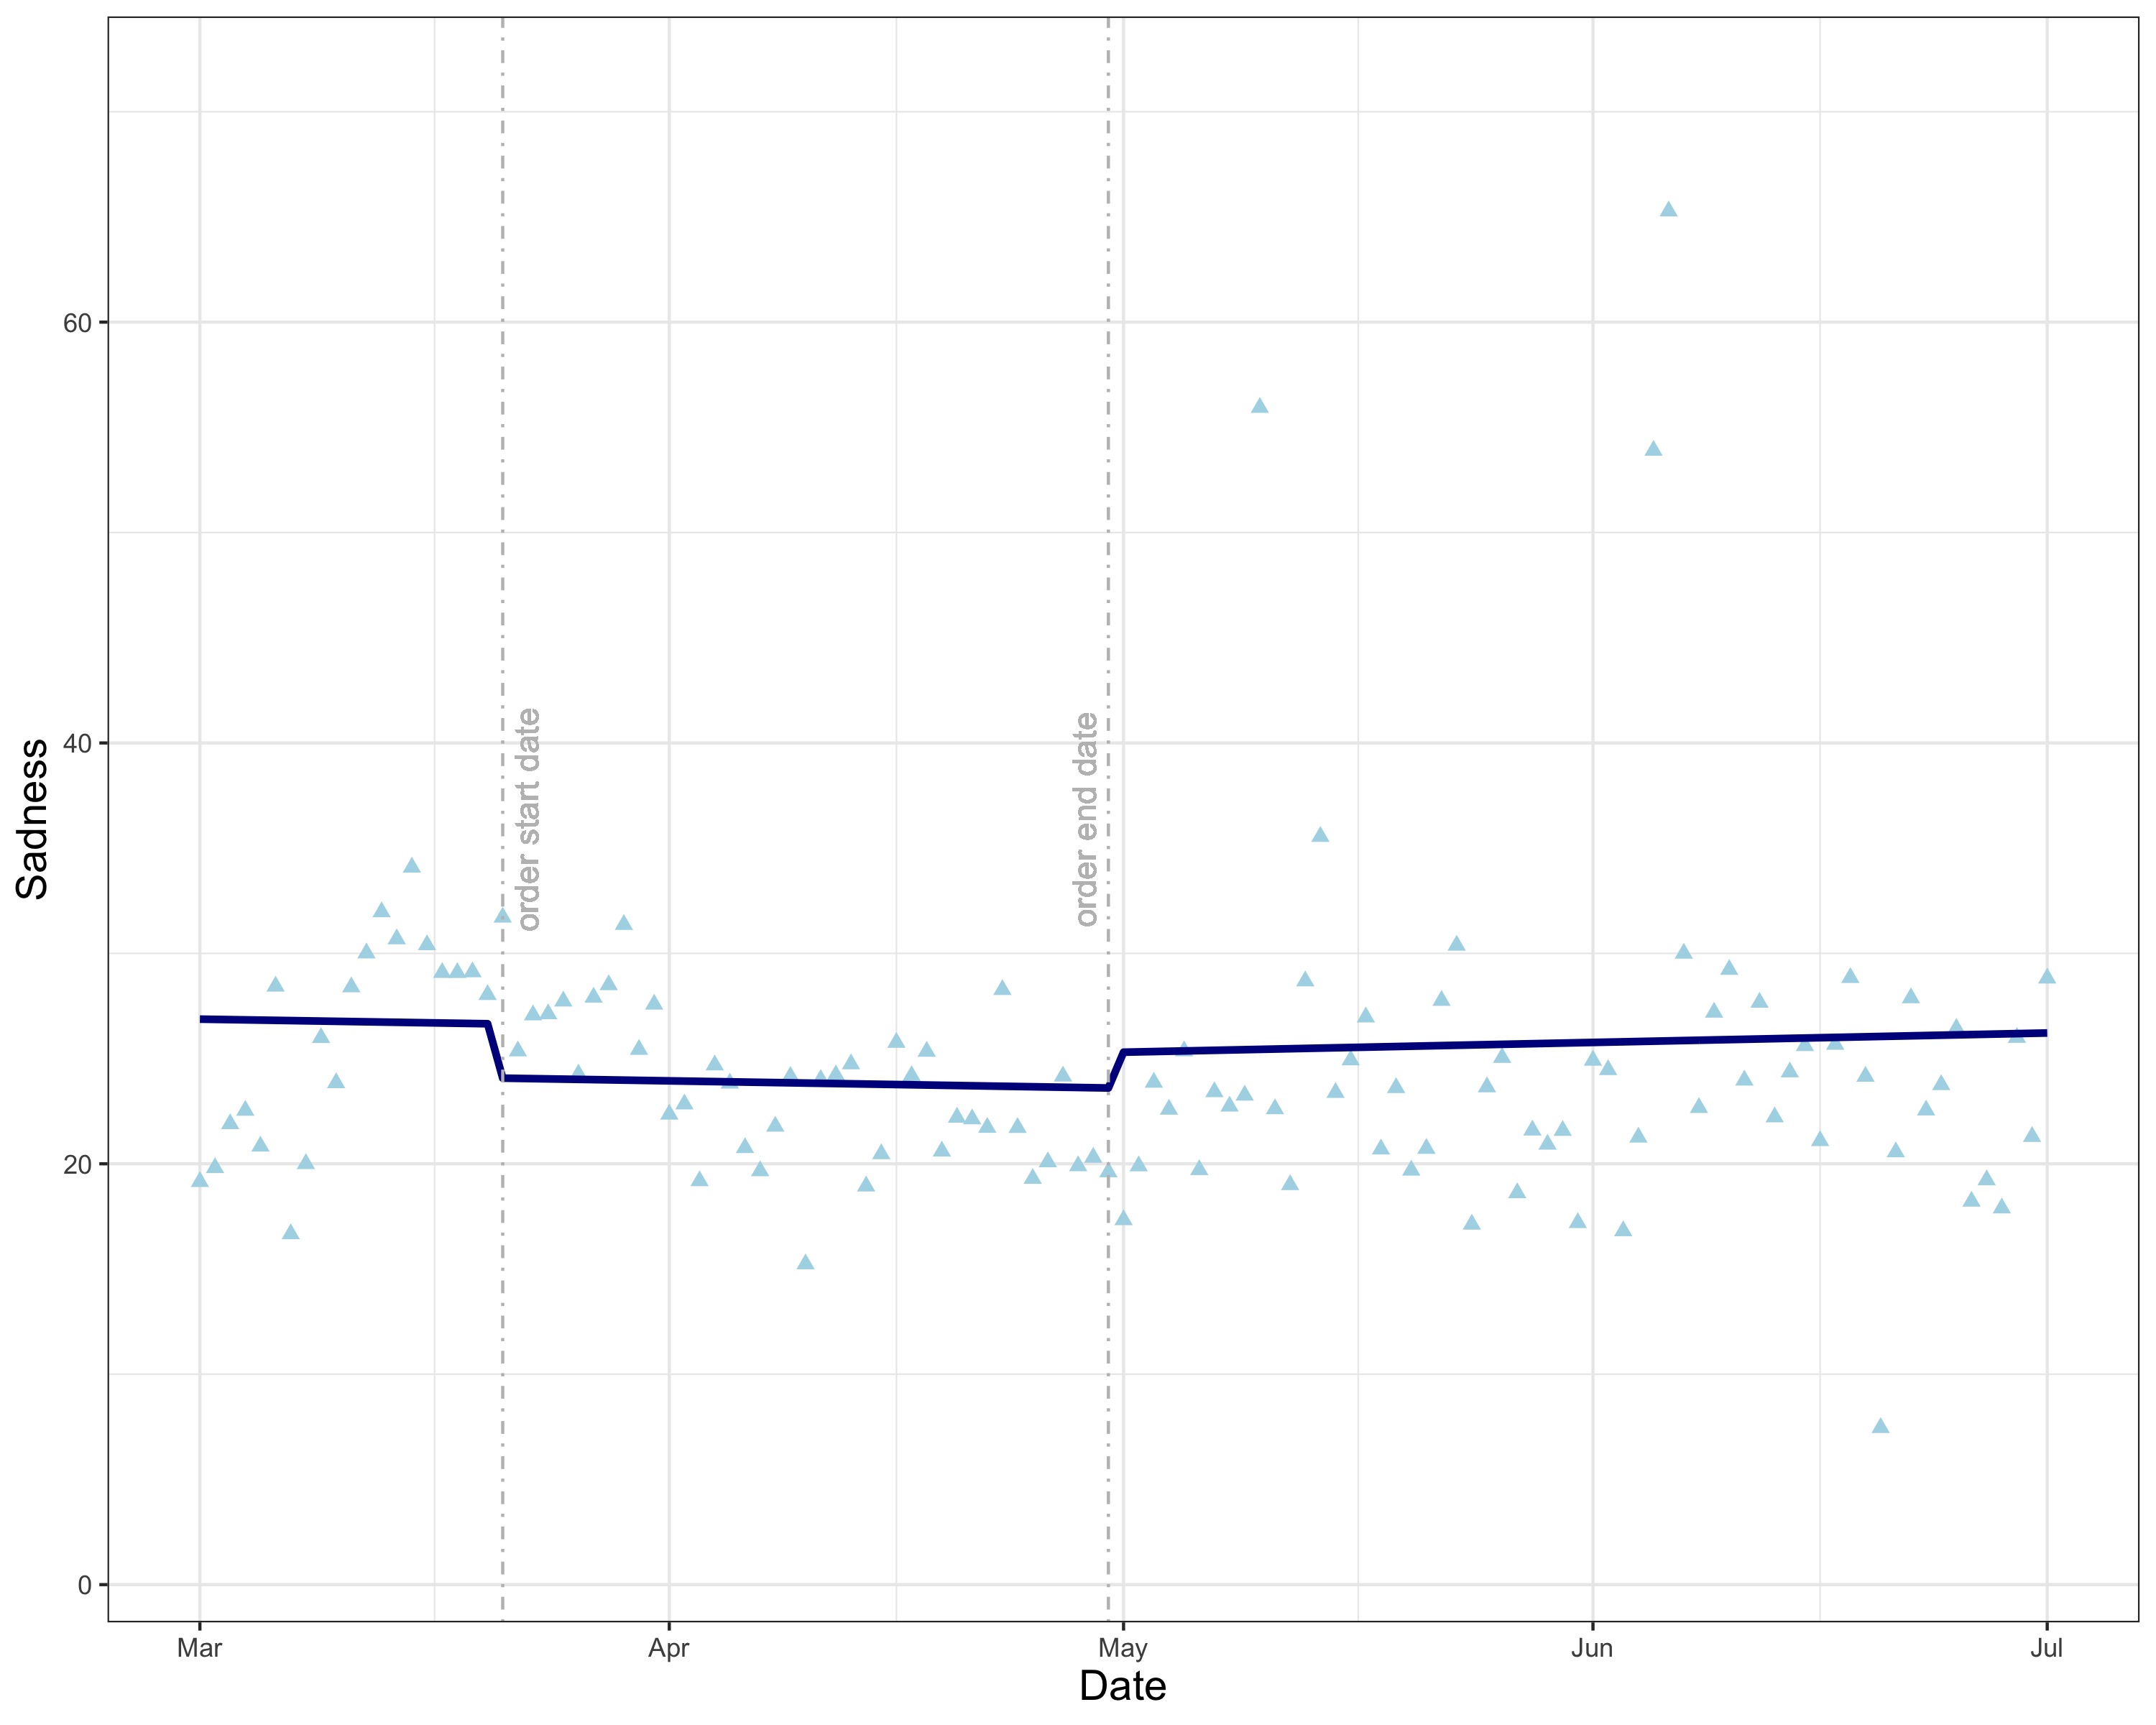 Sadness
60
40
20
0
order start date
order end date
Mar
Apr
May
Jun
Jul
Date